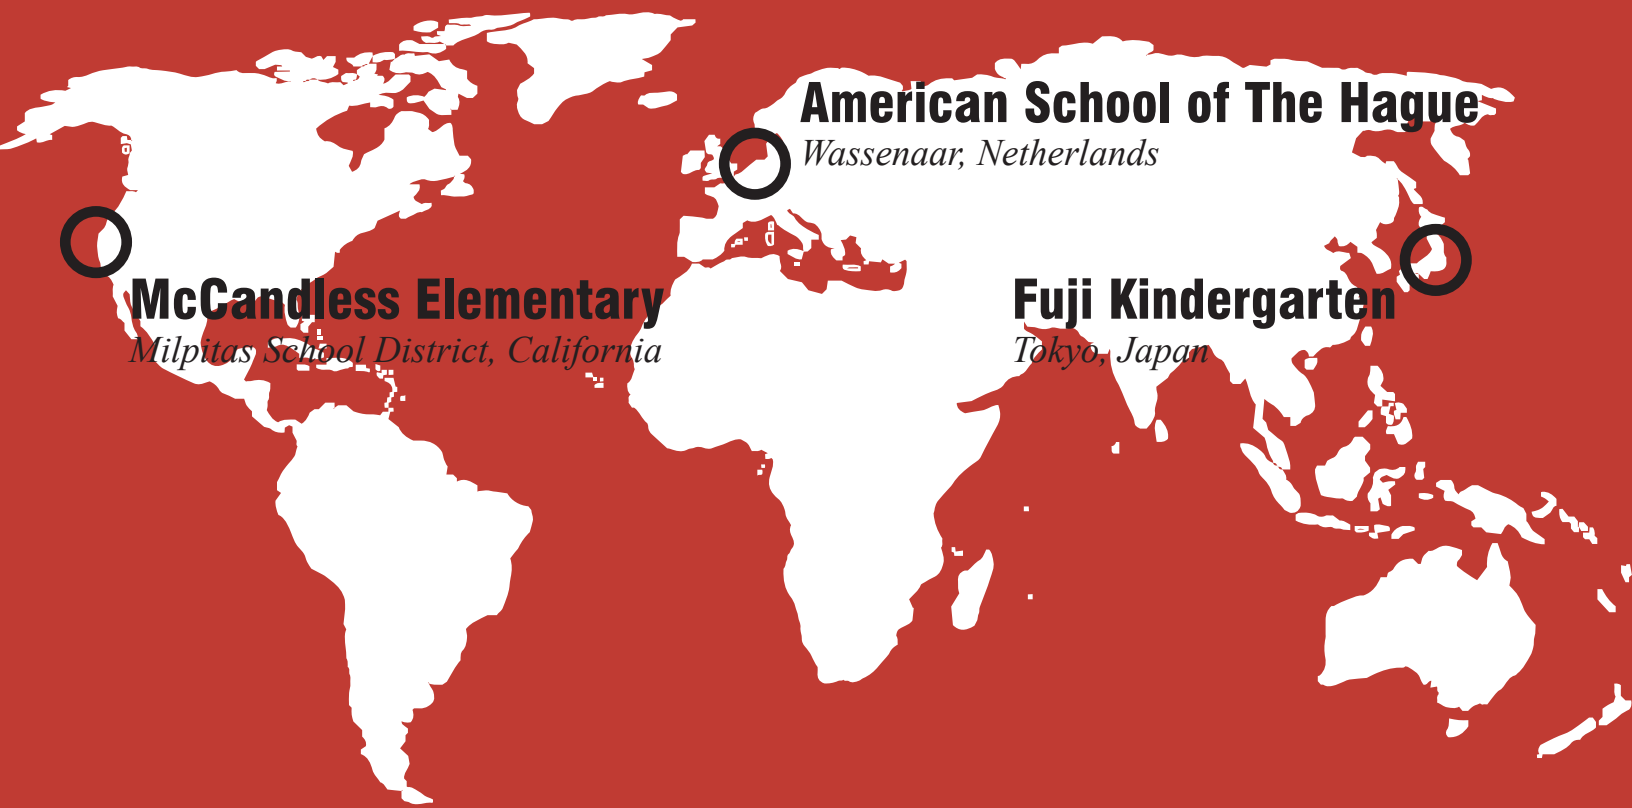 American School of The Hague
Wassenaar, Netherlands
McCandless Elementary
Milpitas School District, California
Fuji Kindergarten
Tokyo, Japan